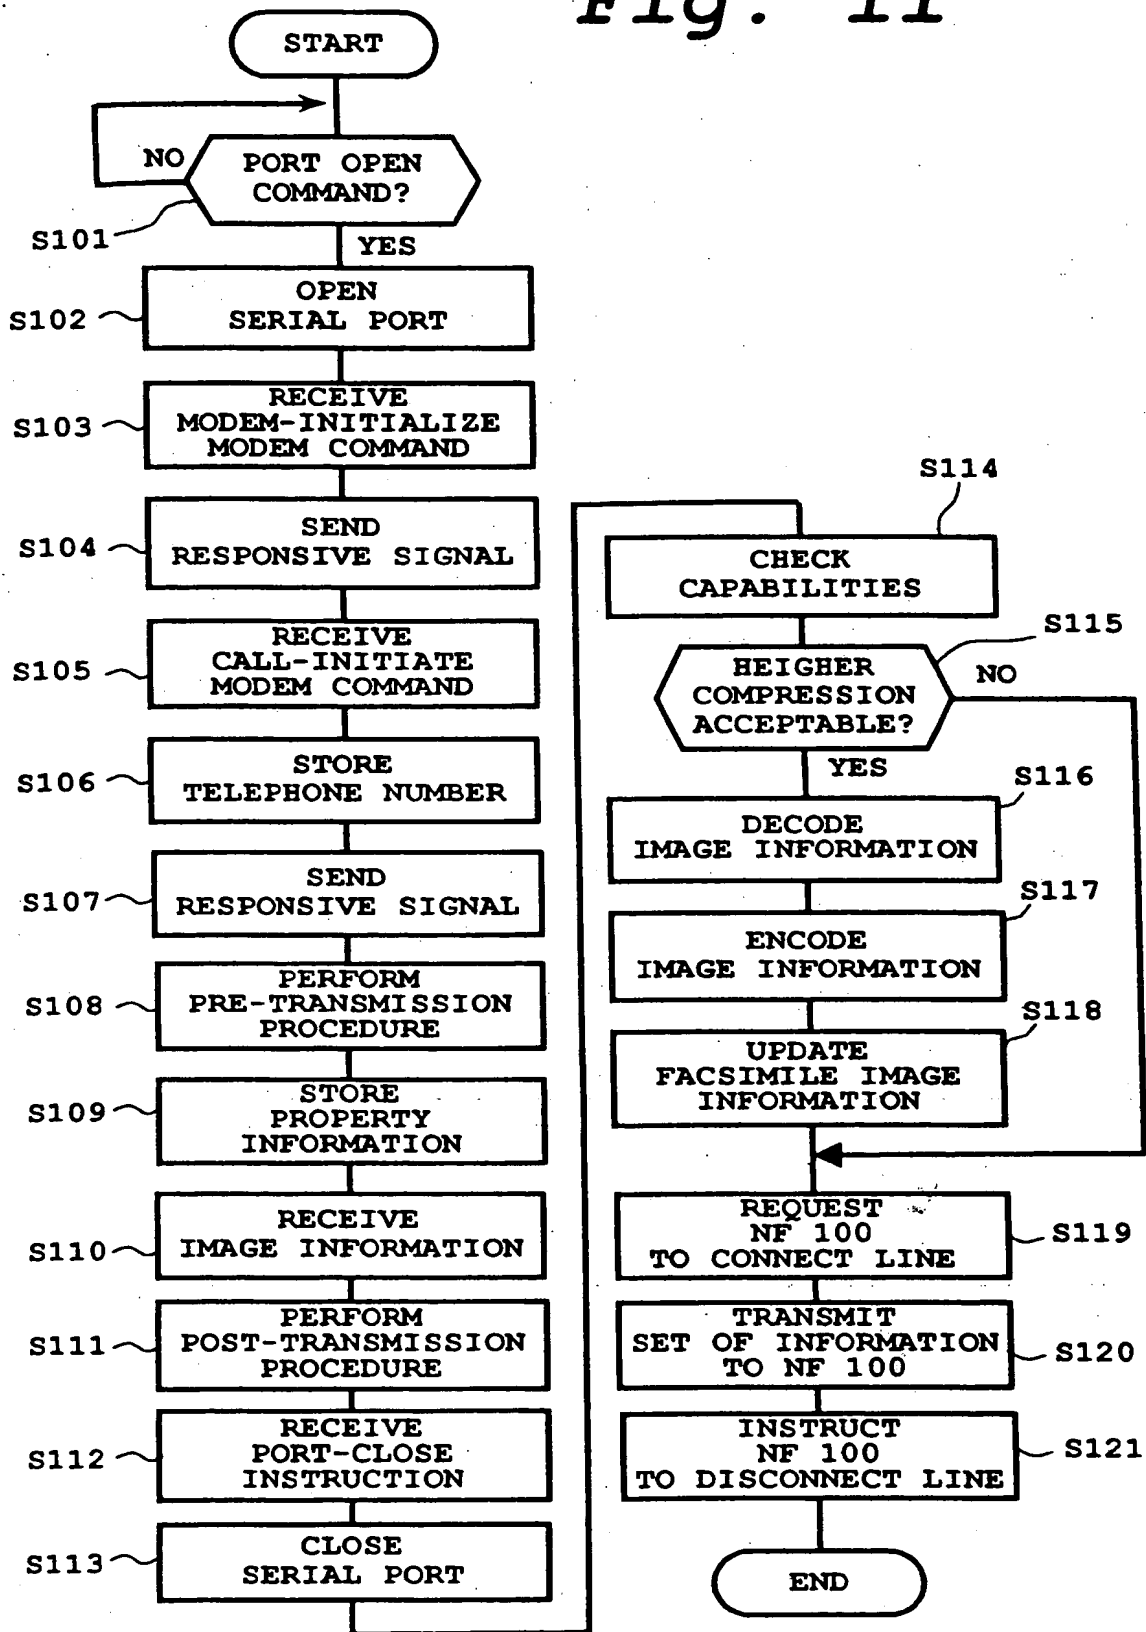 Fig. 11
START
NO
PORT OPEN
COMMAND?
S101
YES
OPEN
SERIAL PORT
S102
RECEIVE
MODEM-INITIALIZE
MODEM COMMAND
S103
SEND
RESPONSIVE SIGNAL
S104
RECEIVE
CALL-INITIATE
MODEM COMMAND
S105
STORE
TELEPHONE NUMBER
S106
SEND
RESPONSIVE SIGNAL
S107
PERFORM
PRE-TRANSMISSION
PROCEDURE
S108
STORE
PROPERTY
INFORMATION
S109
RECEIVE
IMAGE INFORMATION
S110
PERFORM
POST-TRANSMISSION
PROCEDURE
S111
RECEIVE
PORT-CLOSE
INSTRUCTION
S112
CLOSE
SERIAL PORT
S113
S114
CHECK
CAPABILITIES
S115
HEIGHER
COMPRESSION
ACCEPTABLE?
NO
YES
S116
DECODE
IMAGE INFORMATION
S117
ENCODE
IMAGE INFORMATION
S118
UPDATE
FACSIMILE IMAGE
INFORMATION
REQUEST
NF 100
TO CONNECT LINE
S119
TRANSMIT
SET OF INFORMATION
TO NF 100
S120
INSTRUCT
NF 100
TO DISCONNECT LINE
S121
END